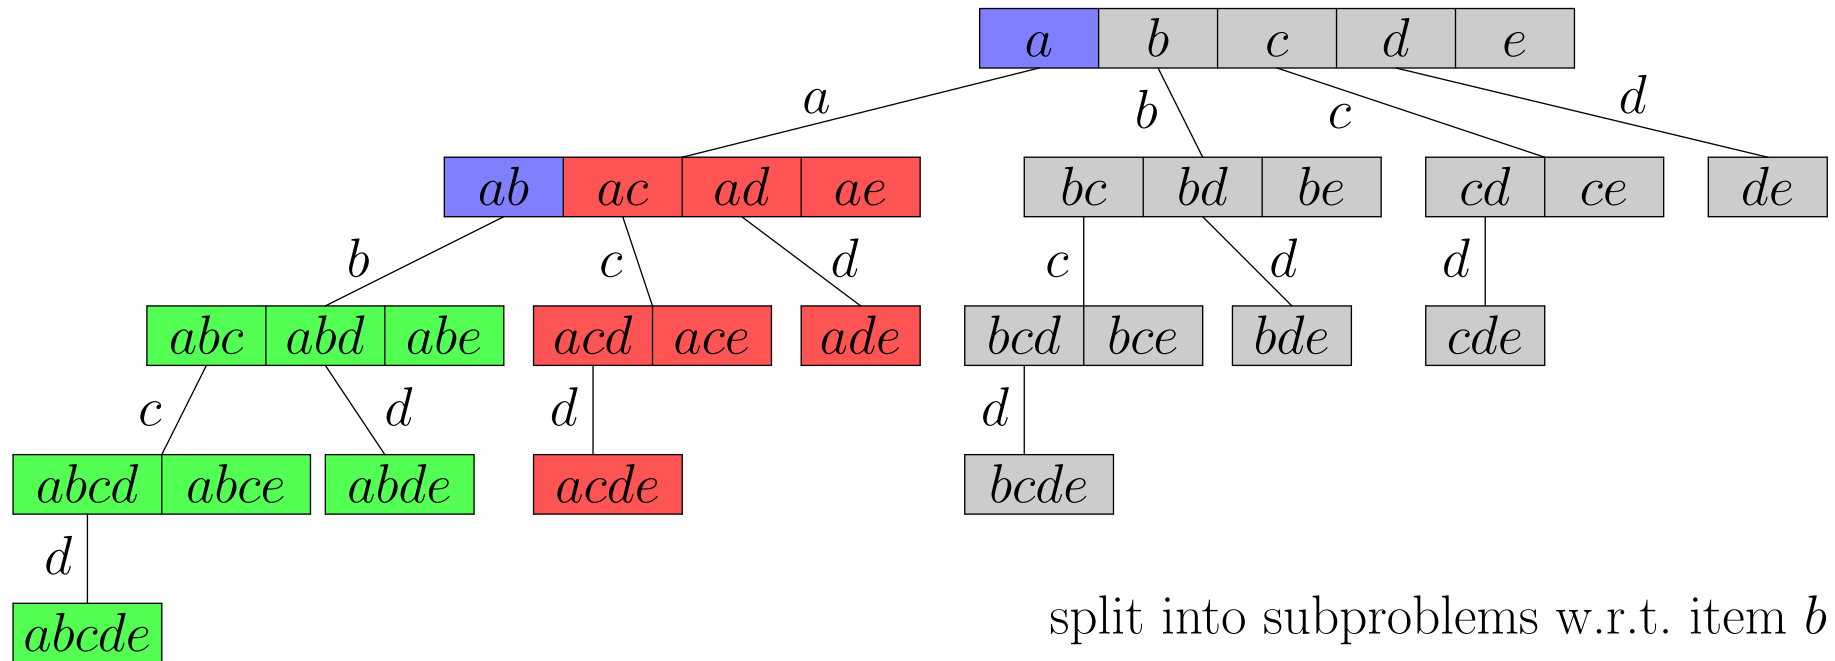 a b c d e
a b c d
ab ac ad ae bc bd be cd ce de
b c d c d d
abc abd abe acd ace ade bcd bce bde cde
c d d d
abcd abce abde acde bcde
d
split into subproblems w.r.t. item b
abcde